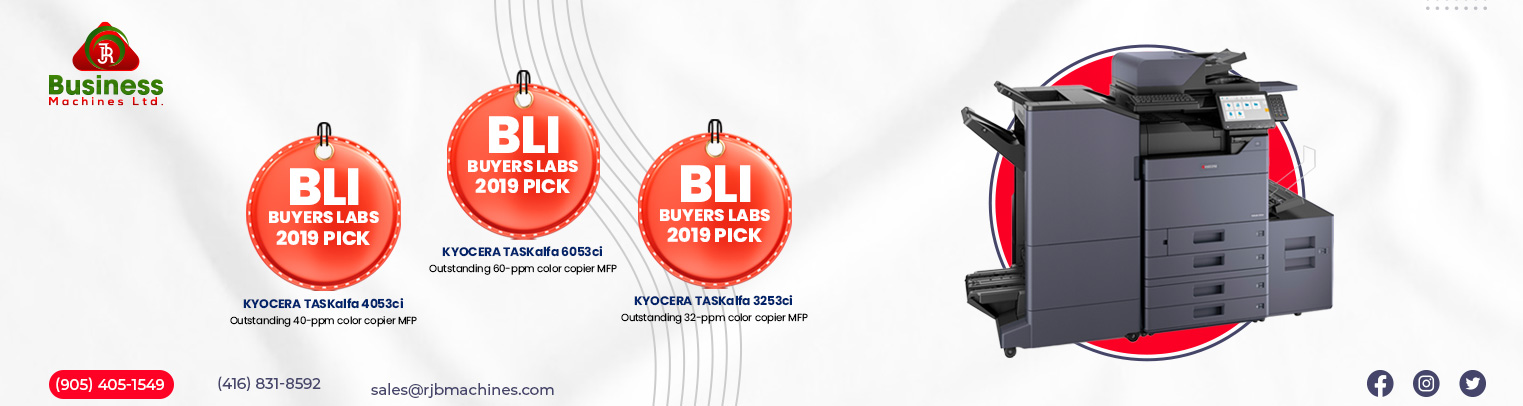 JR
Business
Machines Ltd.
BLI
BUYERS LABS
2019 PICK
KYOCERA TASKalfa 4053ci
Outstanding 40-ppm color copier MFP
BLI
BUYERS LABS
2019 PICK
KYOCERA TASKalfa 6053ci
Outstanding 60-ppm color copier MFP
BLI
BUYERS LABS
2019 PICK
KYOCERA TASKalfa 3253ci
Outstanding 32-ppm color copier MFP
(905) 405-1549
(416) 831-8592
sales@rjbmachines.com